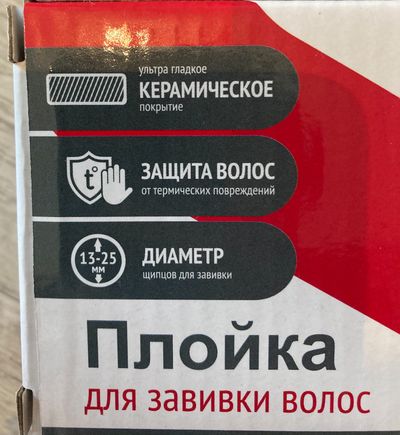 ультра гладкое
КЕРАМИЧЕСКОЕ
покрытие
t°
ЗАЩИТА ВОЛОС
от термических повреждений
13-25
мм
ДИАМЕТР
щипцов для завивки
Плойка
для завивки волос